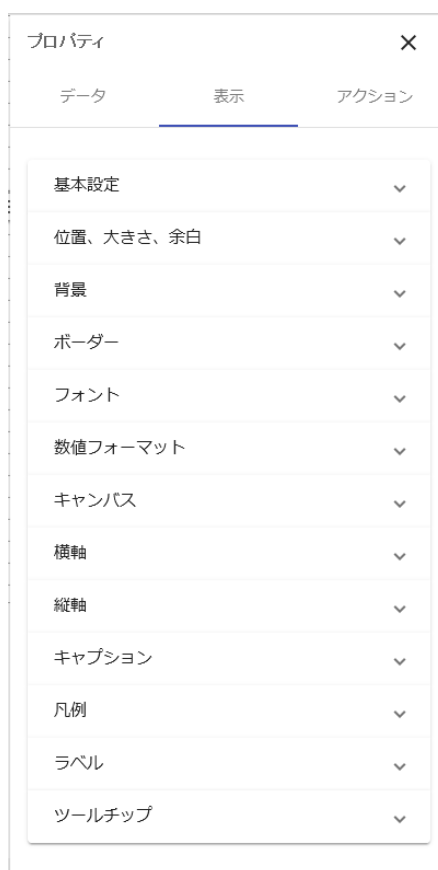 プロパティ
データ 表示 アクション
基本設定
位置、大きさ、余白
背景
ボーダー
フォント
数値フォーマット
キャンバス
横軸
縦軸
キャプション
凡例
ラベル
ツールチップ